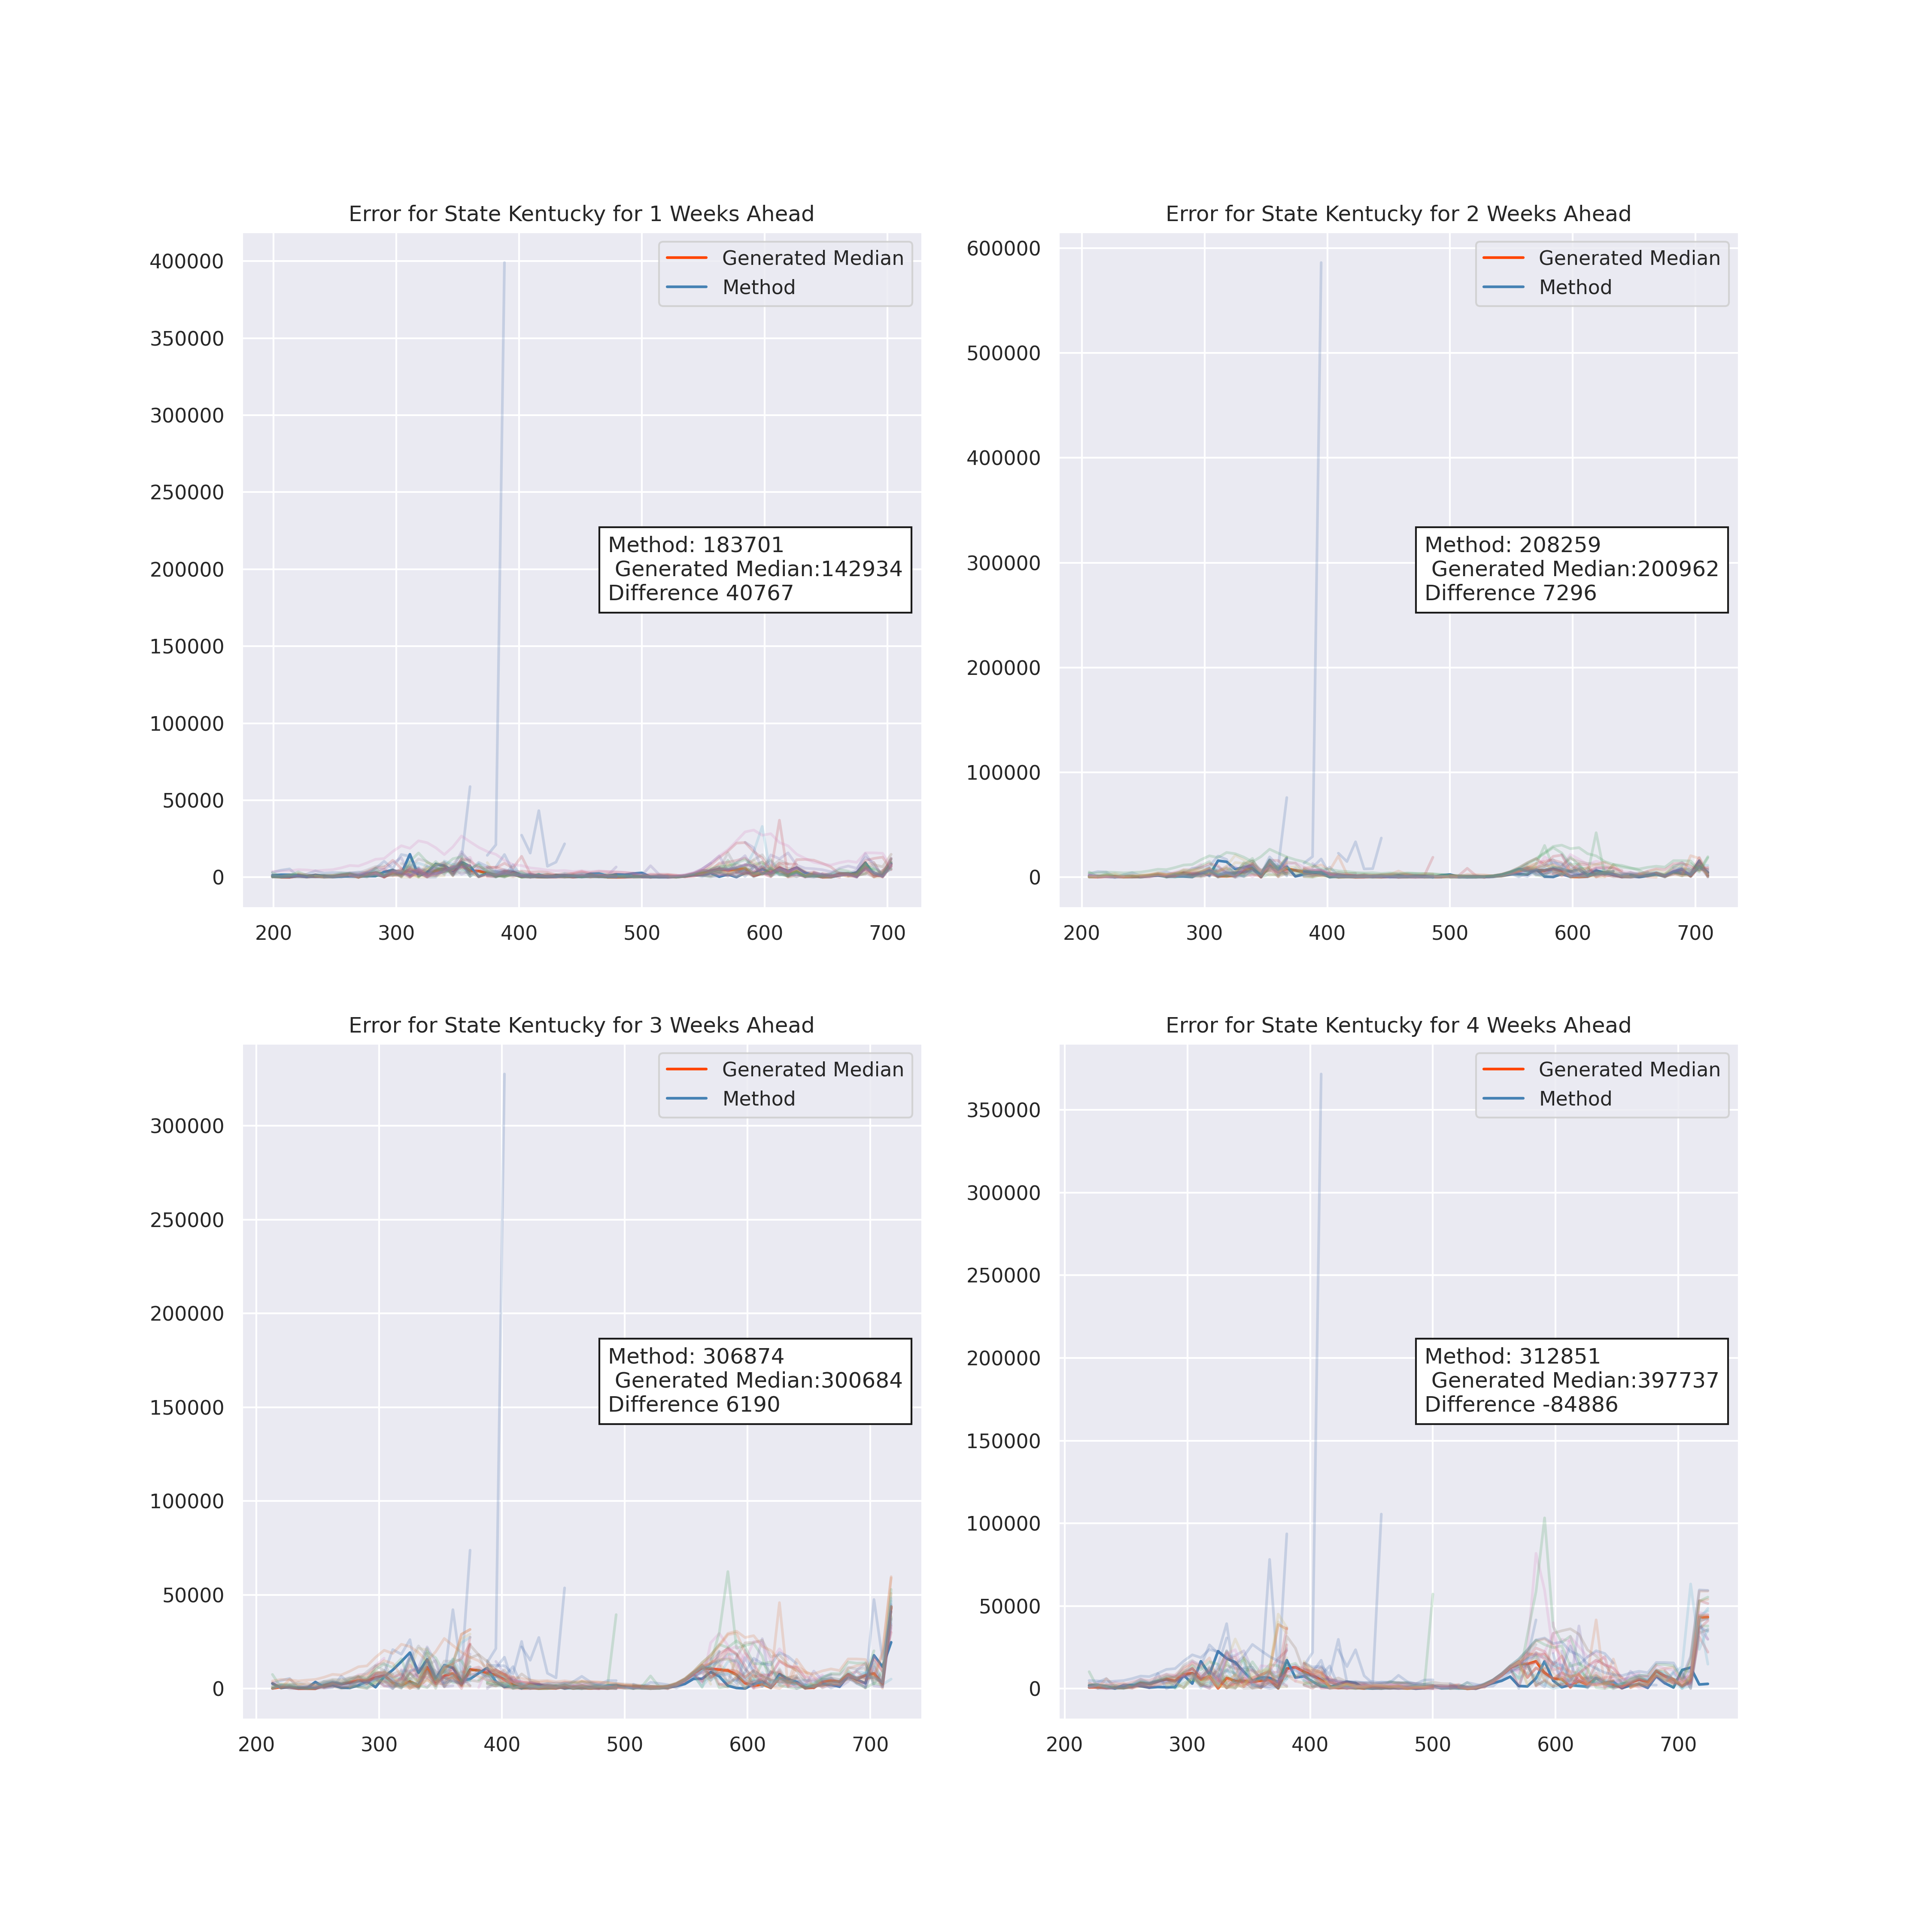 Error for State Kentucky for 1 Weeks Ahead
400000
350000
300000
250000
200000
150000
100000
50000
0
200 300 400 500 600 700
Generated Median
Method
Method: 183701
Generated Median:142934
Difference 40767
Error for State Kentucky for 2 Weeks Ahead
600000
500000
400000
300000
200000
100000
0
200 300 400 500 600 700
Generated Median
Method
Method: 208259
Generated Median:200962
Difference 7296
Error for State Kentucky for 3 Weeks Ahead
300000
250000
200000
150000
100000
50000
0
200 300 400 500 600 700
Generated Median
Method
Method: 306874
Generated Median:300684
Difference 6190
Error for State Kentucky for 4 Weeks Ahead
350000
300000
250000
200000
150000
100000
50000
0
200 300 400 500 600 700
Generated Median
Method
Method: 312851
Generated Median:397737
Difference -84886